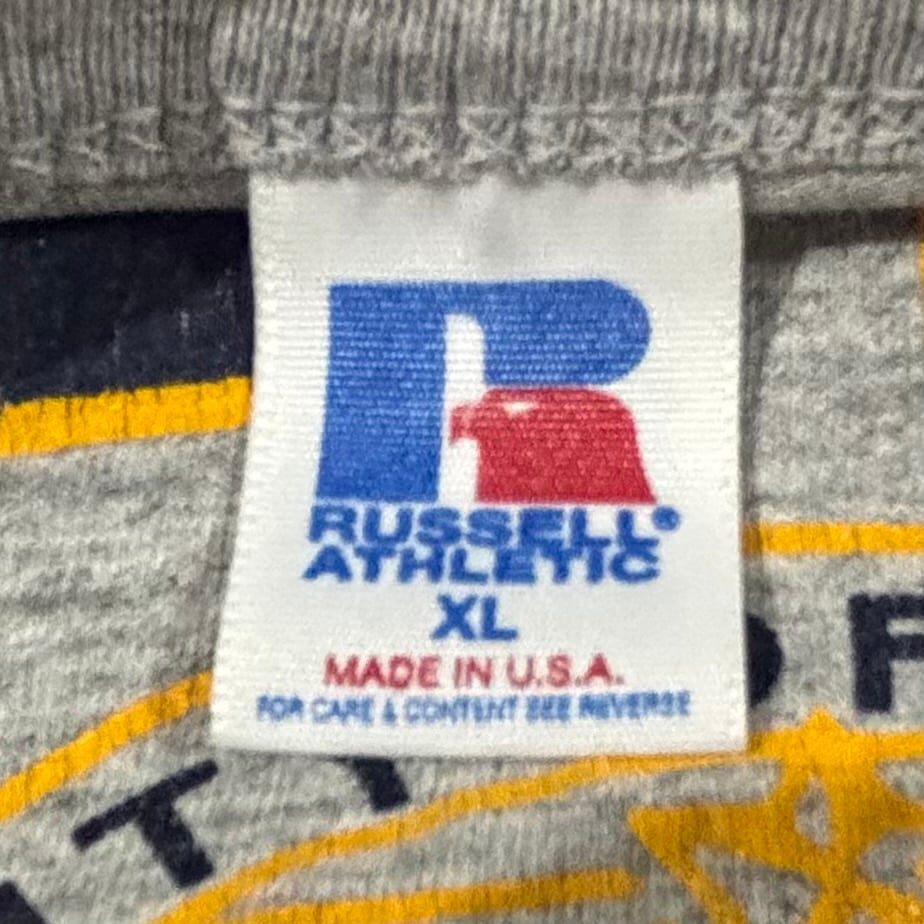 RUSSELL®
ATHLETIC
XL
MADE IN U.S.A.
FOR CARE & CONTENT SEE REVERSE